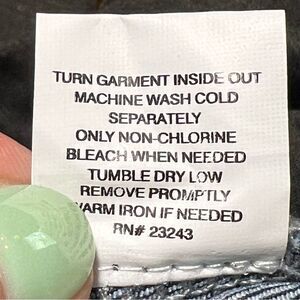 TURN GARMENT INSIDE OUT
MACHINE WASH COLD
SEPARATELY
ONLY NON-CHLORINE
BLEACH WHEN NEEDED
TUMBLE DRY LOW
REMOVE PROMPTLY
WARM IRON IF NEEDED
RN# 23243